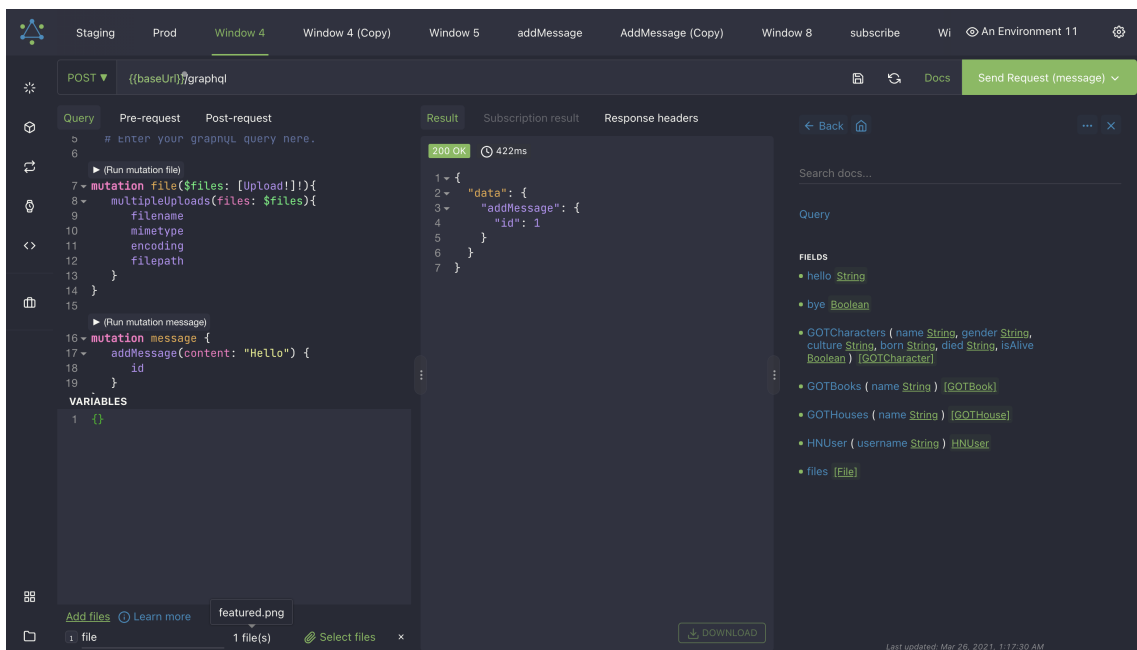 Staging Prod Window 4 Window 4 (Copy) Window 5 addMessage AddMessage (Copy) Window 8 subscribe Wi An Environment 11
POST ▼ {{baseUrl}}/graphql Docs Send Request (message)
Query Pre-request Post-request
5 # Enter your graphQL query here.
6
▶ (Run mutation file)
7 mutation file($files: [Upload!]!){
8 multipleUploads(files: $files){
9 filename
10 mimetype
11 encoding
12 filepath
13 }
14 }
15
▶ (Run mutation message)
16 mutation message {
17 addMessage(content: "Hello") {
18 id
19 }
VARIABLES
1 {}
Add files Learn more
featured.png
1 file 1 file(s) Select files ×
Result Subscription result Response headers
200 OK 422ms
1 {
2 "data": {
3 "addMessage": {
4 "id": 1
5 }
6 }
7 }
DOWNLOAD
← Back ... ×
Search docs...
Query
FIELDS
• hello String
• bye Boolean
• GOTCharacters ( name String, gender String,
culture String, born String, died String, isAlive
Boolean ) [GOTCharacter]
• GOTBooks ( name String ) [GOTBook]
• GOTHouses ( name String ) [GOTHouse]
• HNUser ( username String ) HNUser
• files [File]
Last updated: Mar 26, 2021, 1:17:30 AM